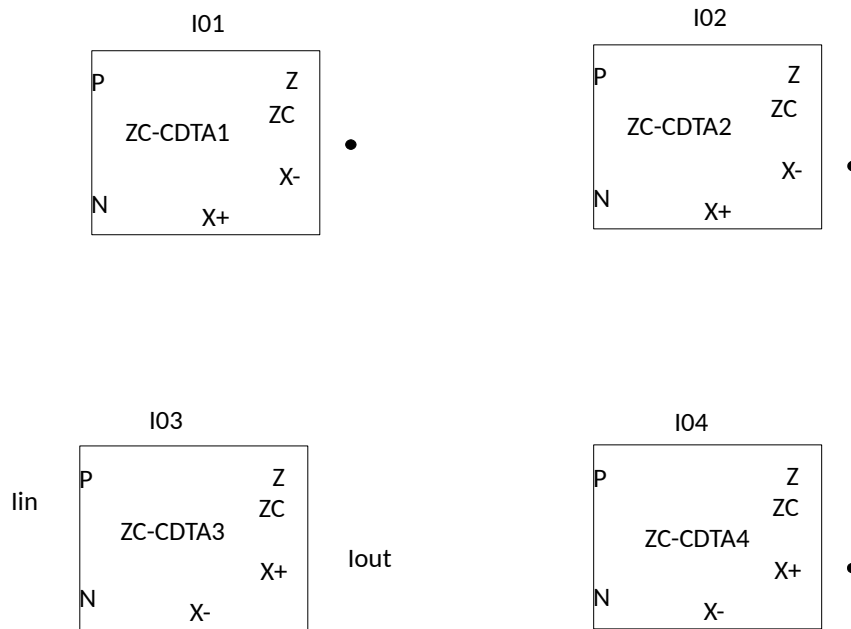 I01
P
Z
ZC
ZC-CDTA1
X-
N
X+
I02
P
Z
ZC
ZC-CDTA2
X-
N
X+
I03
P
Z
Iin
ZC
ZC-CDTA3
Iout
X+
N
X-
I04
P
Z
ZC
ZC-CDTA4
X+
N
X-